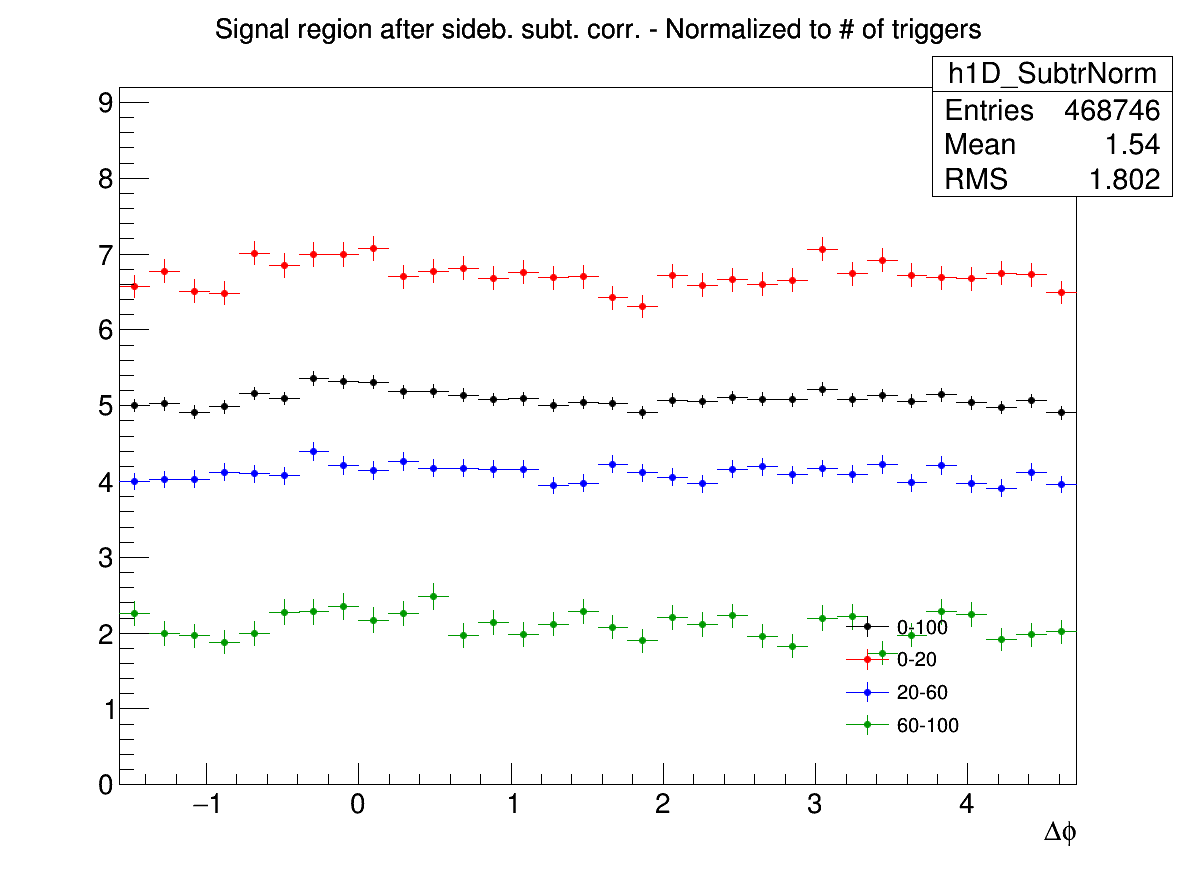 Signal region after sideb. subt. corr. - Normalized to # of triggers
h1D_SubtrNorm
Entries 468746
Mean 1.54
RMS 1.802
9
8
7
6
5
4
3
2
1
0
0-100
0-20
20-60
60-100
−1 0 1 2 3 4
Δϕ